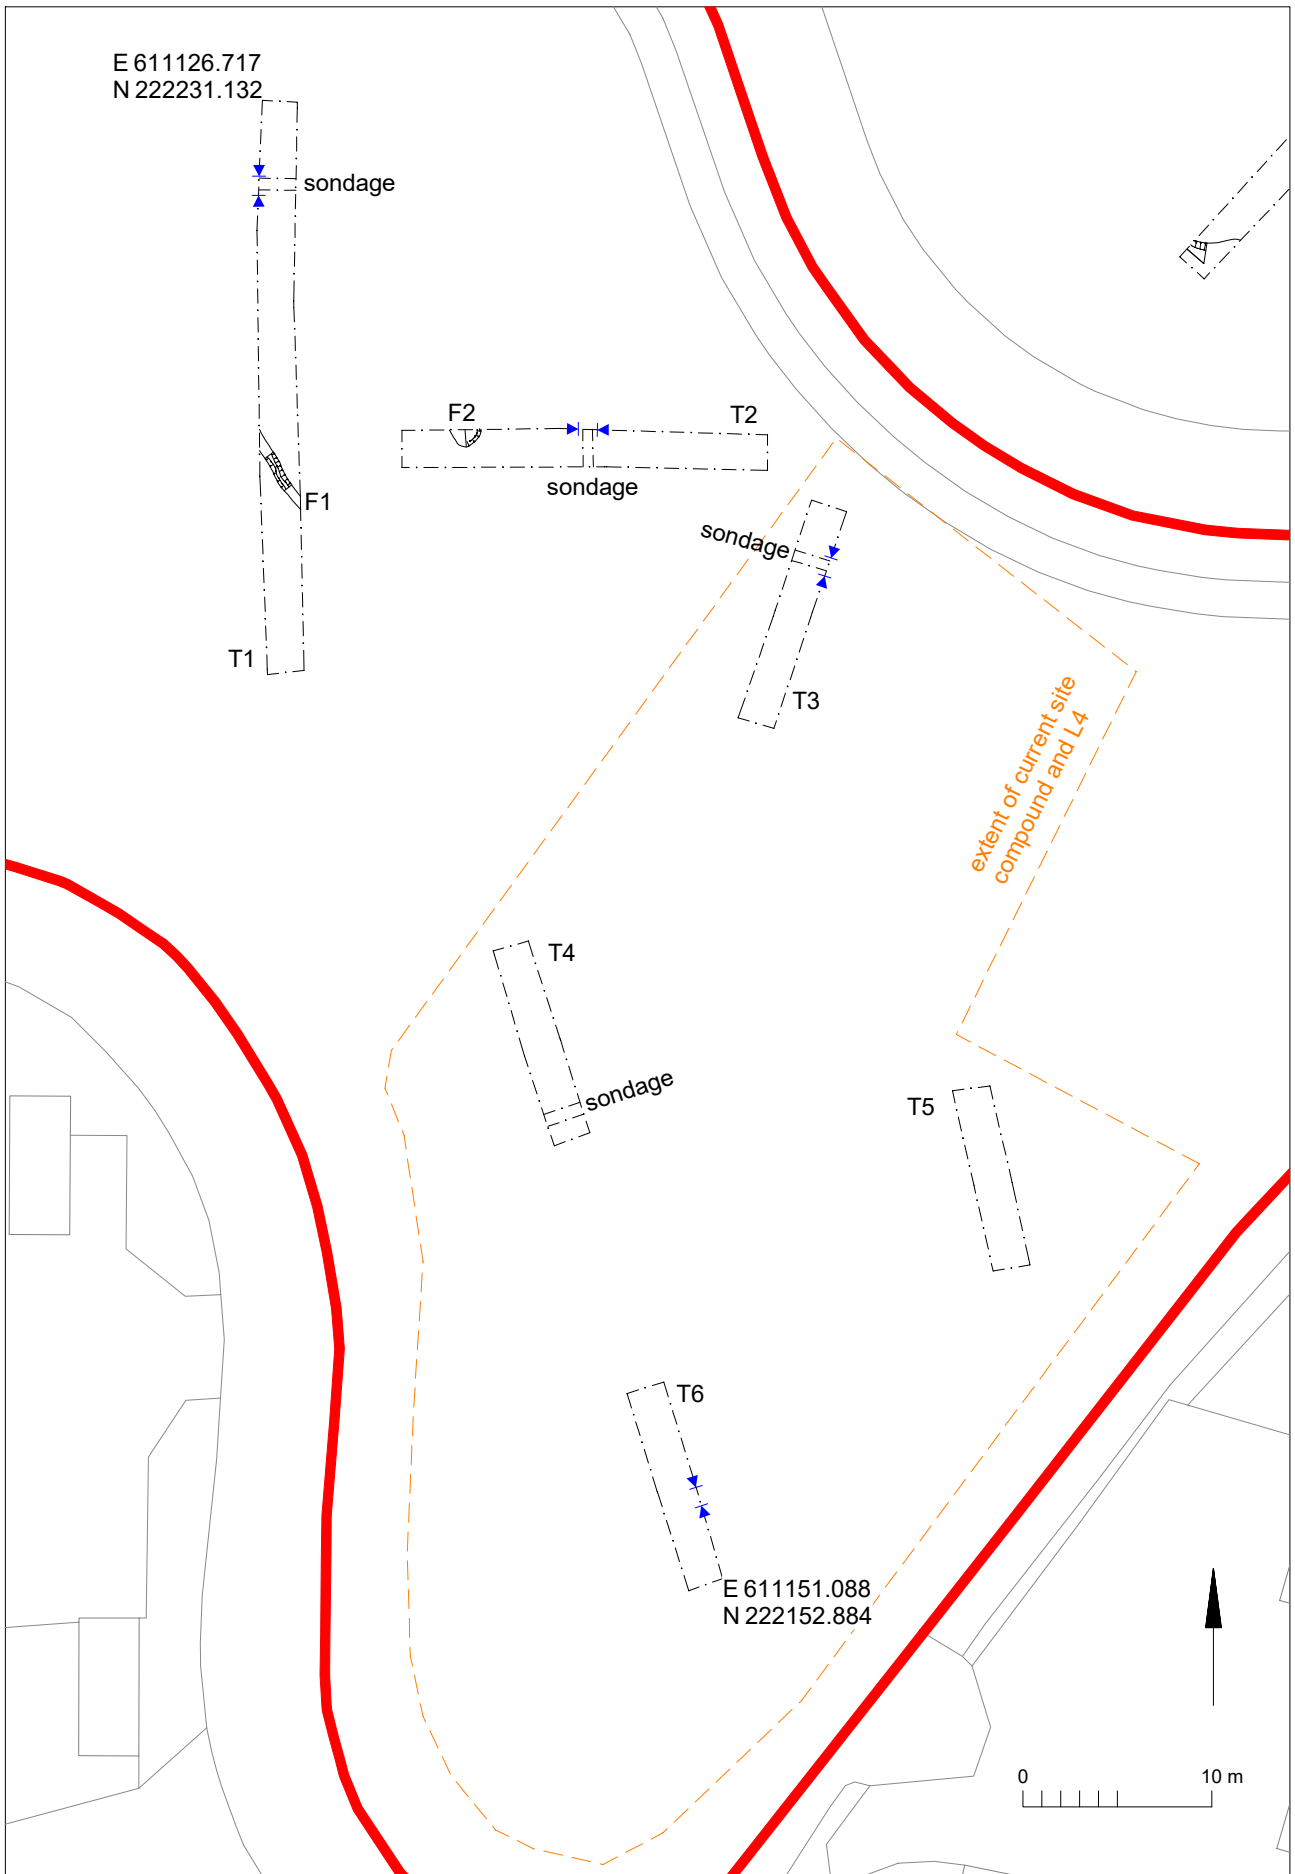 E 611126.717
N 222231.132
sondage
F2
T2
sondage
F1
sondage
T1
T3
extent of current site
compound and L4
T4
sondage
T5
T6
E 611151.088
N 222152.884
0 10 m